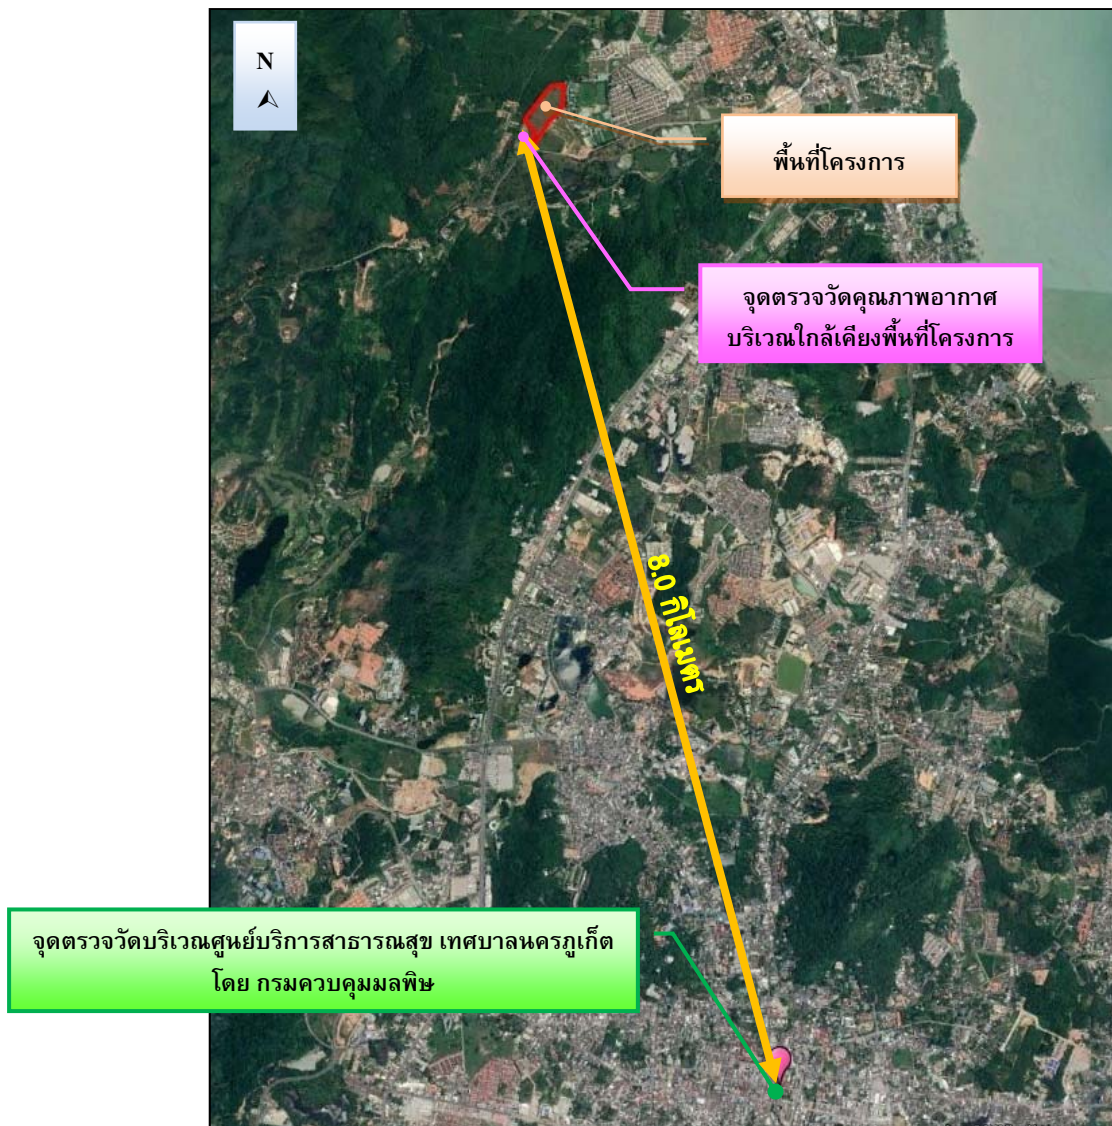 N
พื้นที่โครงการ
จุดตรวจวัดคุณภาพอากาศ
บริเวณใกล้เคียงพื้นที่โครงการ
8.0 กิโลเมตร
จุดตรวจวัดบริเวณศูนย์บริการสาธารณสุข เทศบาลนครภูเก็ต
โดย กรมควบคุมมลพิษ